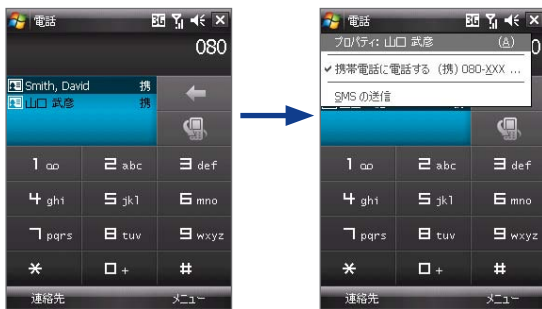 電話
080
Smith, David 携
山口 武彦 携
1
2 abc
3 def
4 ghi
5 jkl
6 mno
7 pqrs
8 tuv
9 wxyz
*
0 +
#
連絡先 メニュー
電話
プロパティ: 山口 武彦 (A)
携帯電話に電話する (携) 080-XXX ...
SMS の送信
1
2 abc
3 def
4 ghi
5 jkl
6 mno
7 pqrs
8 tuv
9 wxyz
*
0 +
#
連絡先 メニュー